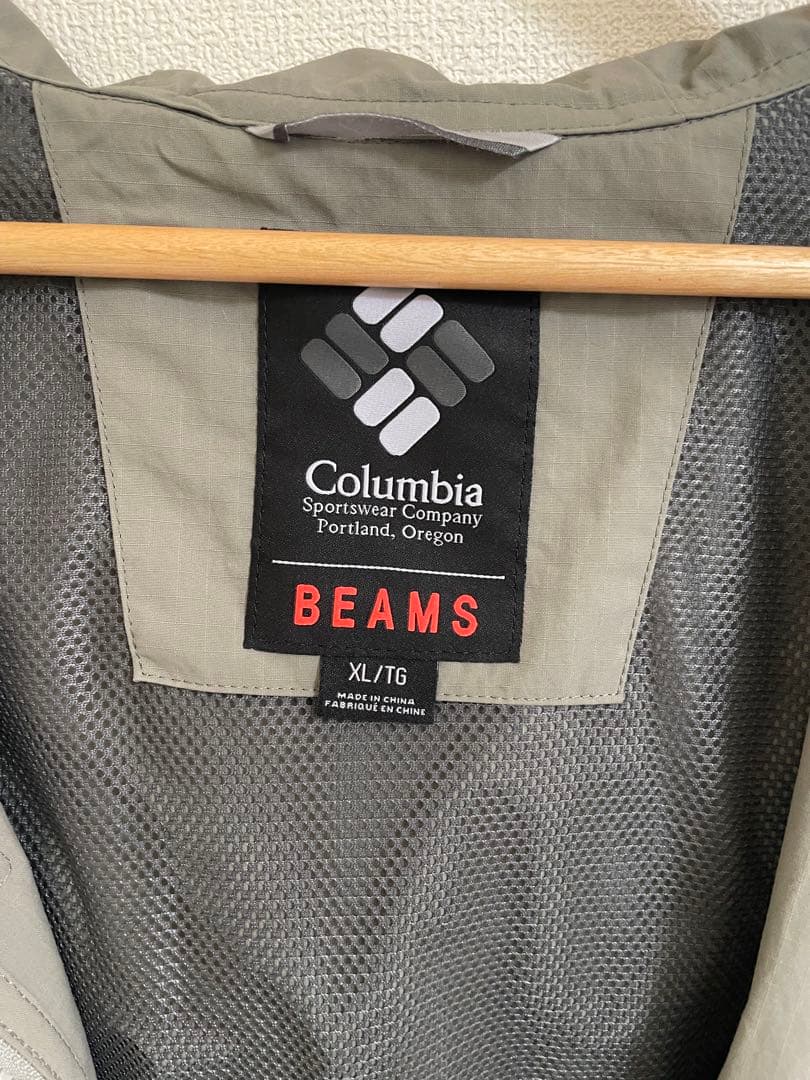 Columbia
Sportswear Company
Portland, Oregon
BEAMS
XL/TG
MADE IN CHINA
FABRIQUÉ EN CHINE